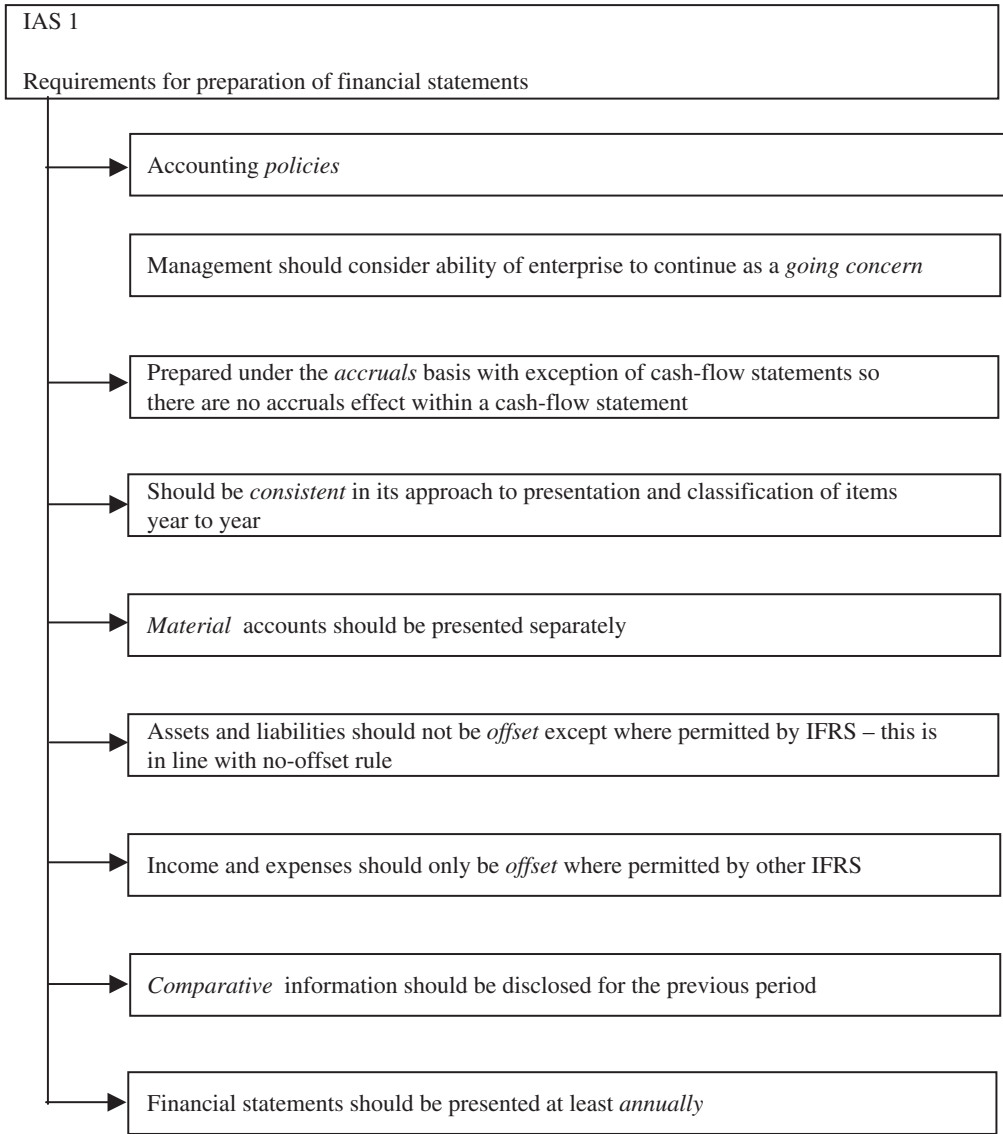 IAS 1
Requirements for preparation of financial statements
Accounting policies
Management should consider ability of enterprise to continue as a going concern
Prepared under the accruals basis with exception of cash-flow statements so
there are no accruals effect within a cash-flow statement
Should be consistent in its approach to presentation and classification of items
year to year
Material accounts should be presented separately
Assets and liabilities should not be offset except where permitted by IFRS – this is
in line with no-offset rule
Income and expenses should only be offset where permitted by other IFRS
Comparative information should be disclosed for the previous period
Financial statements should be presented at least annually